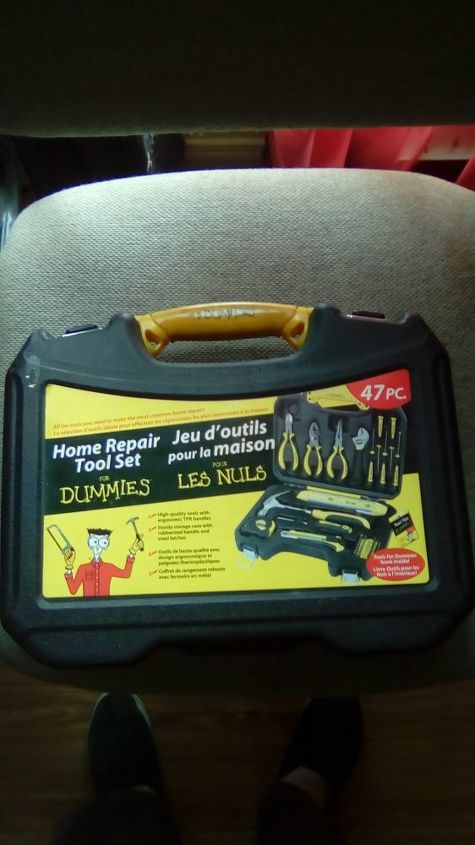 DUMMIES
47 PC.
All the tools you need to make the most common home repairs
La sélection d'outils idéale pour effectuer les réparations les plus communes à la maison
Home Repair
Tool Set
FOR
DUMMIES
Jeu d'outils
pour la maison
POUR
LES NULS
High quality tools with
ergonomic TPR handles
Sturdy storage case with
rubberized handle and
steel latches
Outils de haute qualité avec
design ergonomique et
poignées thermoplastiques
Coffret de rangement robuste
avec fermoirs en métal
Tools For Dummies
book inside!
Livre Outils pour les
Nuls à l'intérieur!